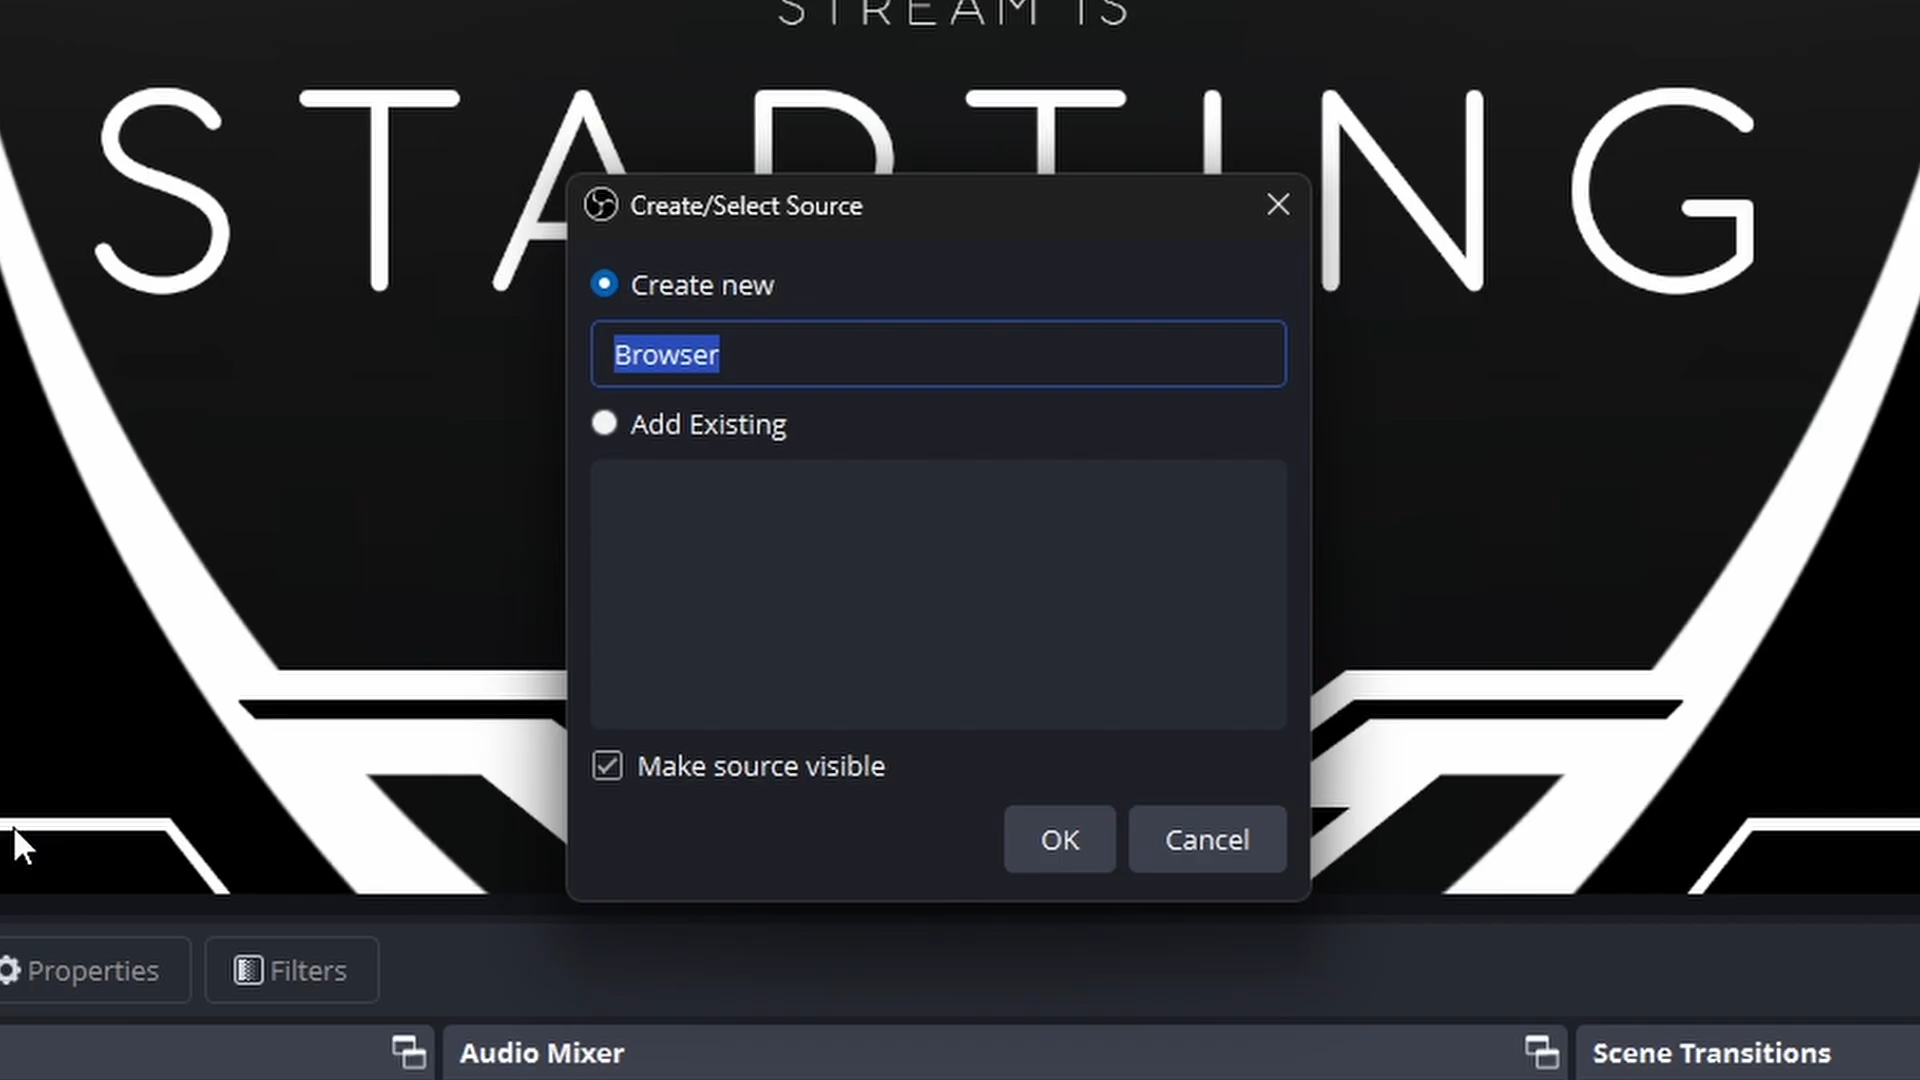 STREAM IS
STARTING
Create/Select Source
Create new
Browser
Add Existing
Make source visible
OK
Cancel
Properties
Filters
Audio Mixer
Scene Transitions